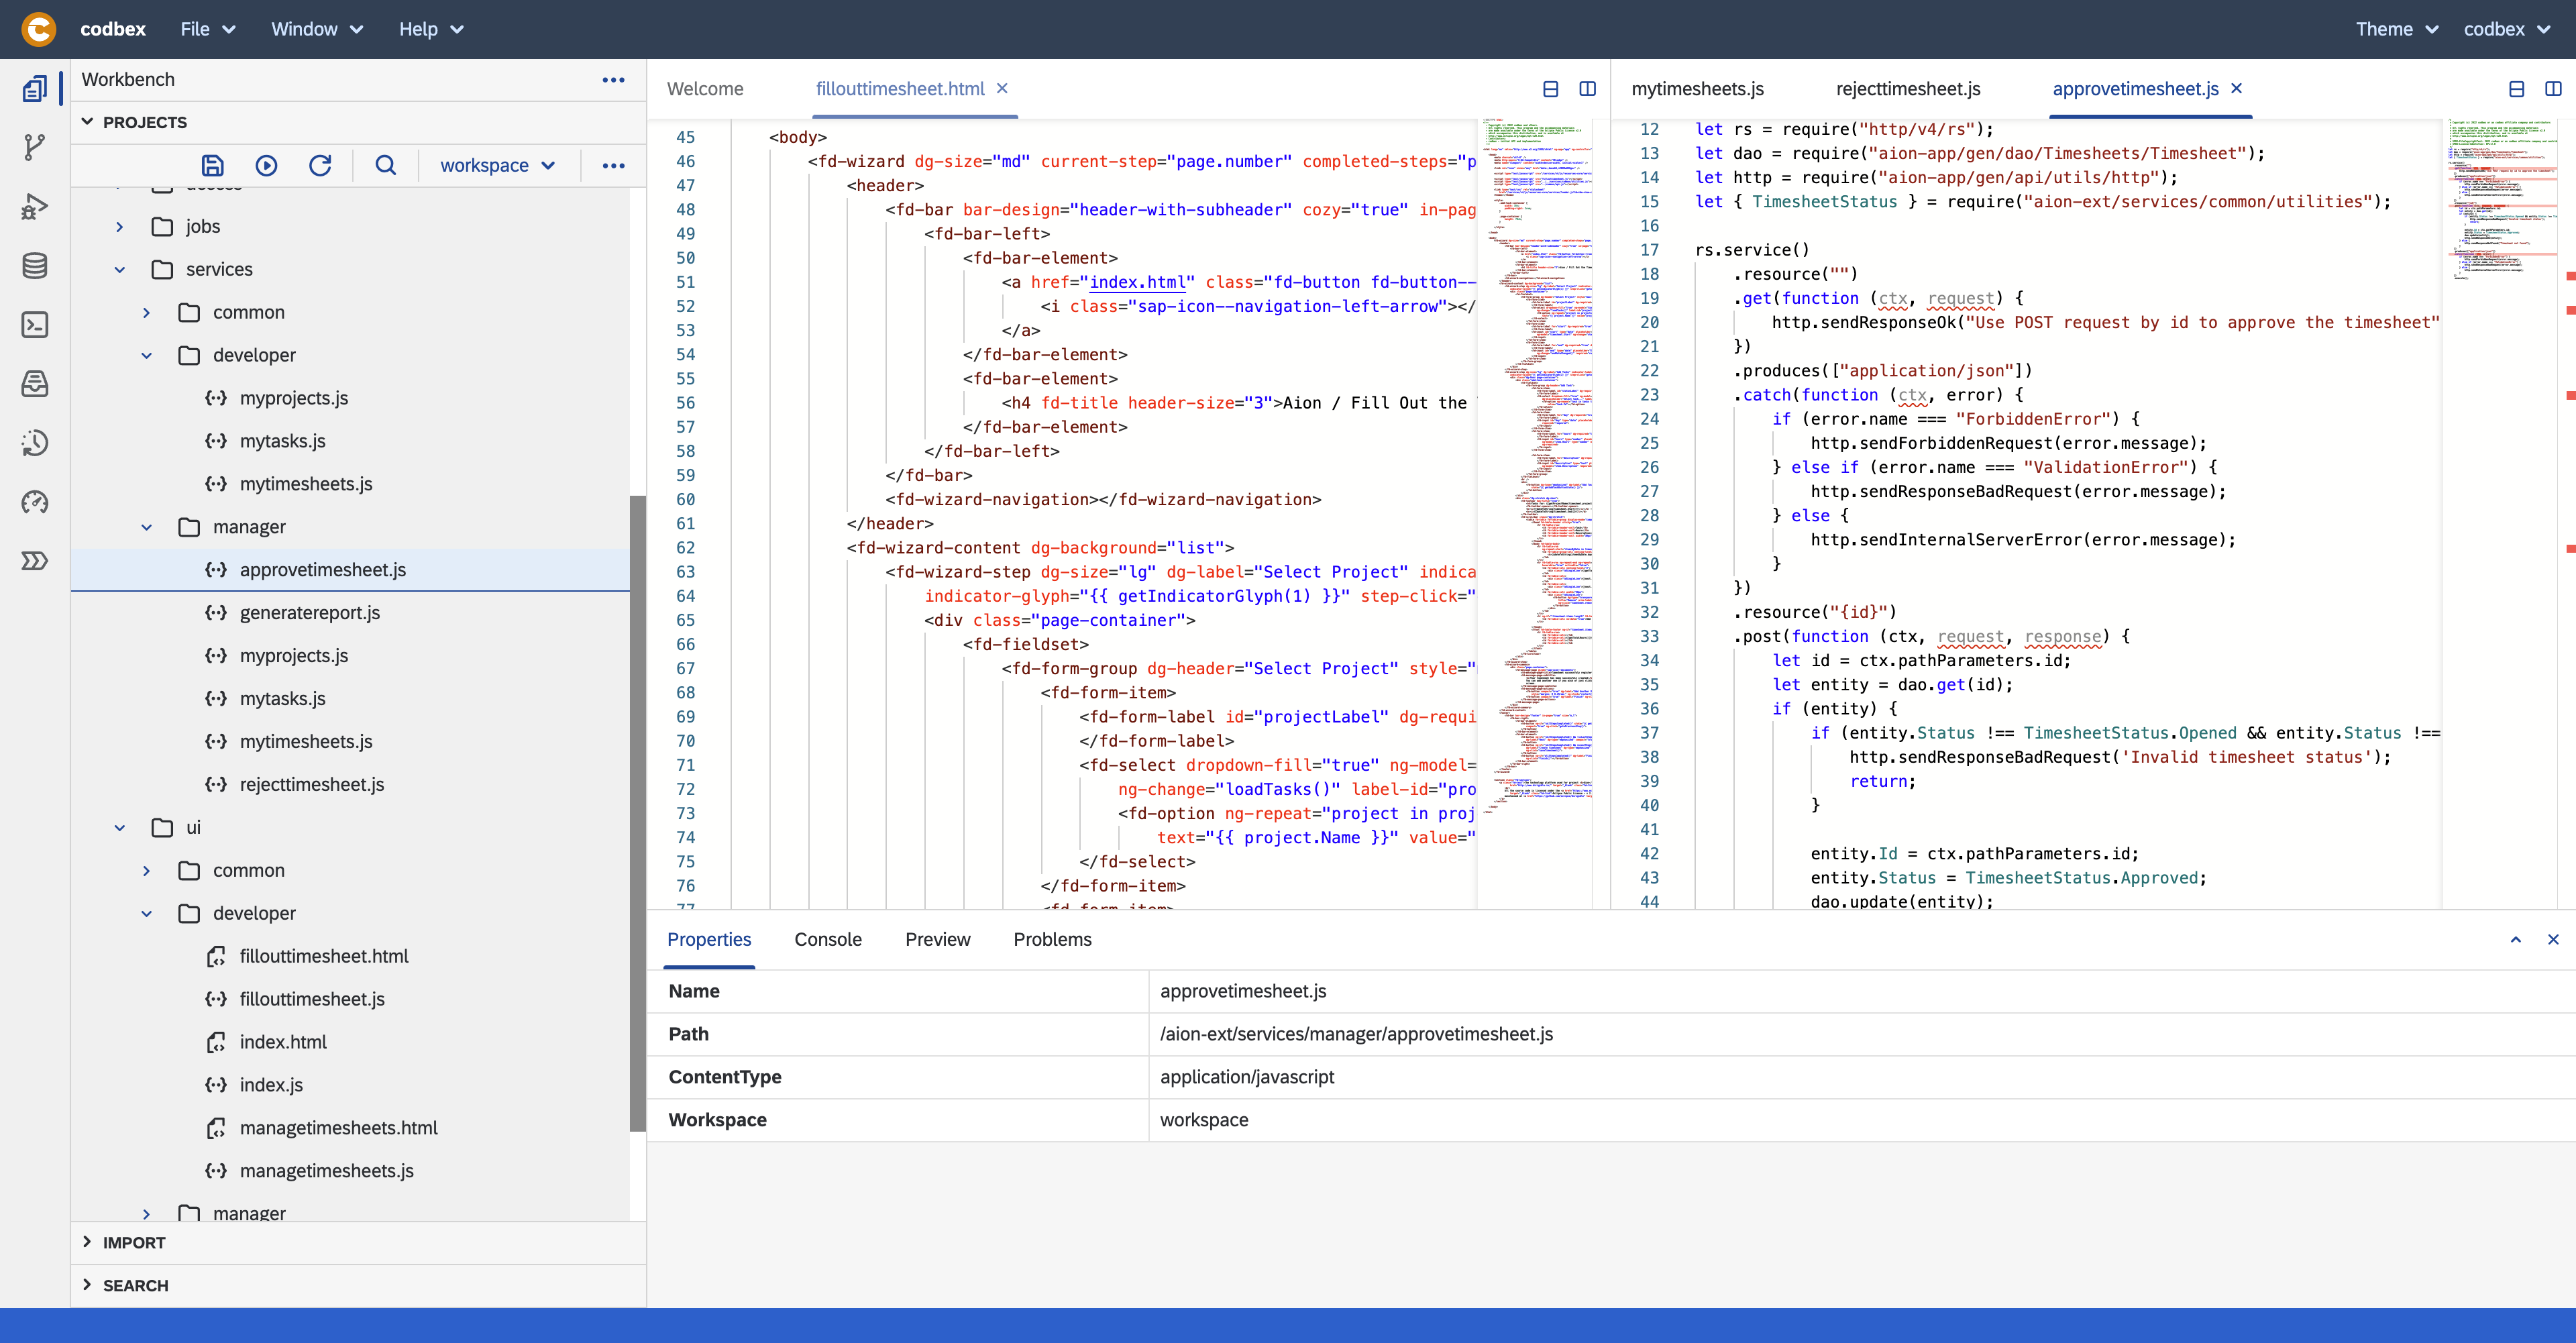 codbex File Window Help Theme codbex
Workbench
PROJECTS
workspace
access
jobs
services
common
developer
myprojects.js
mytasks.js
mytimesheets.js
manager
approvetimesheet.js
generatereport.js
myprojects.js
mytasks.js
mytimesheets.js
rejecttimesheet.js
ui
common
developer
fillouttimesheet.html
fillouttimesheet.js
index.html
index.js
managetimesheets.html
managetimesheets.js
manager
IMPORT
SEARCH
Welcome fillouttimesheet.html
45 <body>
46 <fd-wizard dg-size="md" current-step="page.number" completed-steps="p
47 <header>
48 <fd-bar bar-design="header-with-subheader" cozy="true" in-pag
49 <fd-bar-left>
50 <fd-bar-element>
51 <a href="index.html" class="fd-button fd-button--
52 <i class="sap-icon--navigation-left-arrow"></
53 </a>
54 </fd-bar-element>
55 <fd-bar-element>
56 <h4 fd-title header-size="3">Aion / Fill Out the
57 </fd-bar-element>
58 </fd-bar-left>
59 </fd-bar>
60 <fd-wizard-navigation></fd-wizard-navigation>
61 </header>
62 <fd-wizard-content dg-background="list">
63 <fd-wizard-step dg-size="lg" dg-label="Select Project" indica
64 indicator-glyph="{{ getIndicatorGlyph(1) }}" step-click="
65 <div class="page-container">
66 <fd-fieldset>
67 <fd-form-group dg-header="Select Project" style="
68 <fd-form-item>
69 <fd-form-label id="projectLabel" dg-requi
70 </fd-form-label>
71 <fd-select dropdown-fill="true" ng-model=
72 ng-change="loadTasks()" label-id="pro
73 <fd-option ng-repeat="project in proj
74 text="{{ project.Name }}" value="
75 </fd-select>
76 </fd-form-item>
77 <fd-form-item>
mytimesheets.js rejecttimesheet.js approvetimesheet.js
12 let rs = require("http/v4/rs");
13 let dao = require("aion-app/gen/dao/Timesheets/Timesheet");
14 let http = require("aion-app/gen/api/utils/http");
15 let { TimesheetStatus } = require("aion-ext/services/common/utilities");
16
17 rs.service()
18 .resource("")
19 .get(function (ctx, request) {
20 http.sendResponseOk("Use POST request by id to approve the timesheet"
21 })
22 .produces(["application/json"])
23 .catch(function (ctx, error) {
24 if (error.name === "ForbiddenError") {
25 http.sendForbiddenRequest(error.message);
26 } else if (error.name === "ValidationError") {
27 http.sendResponseBadRequest(error.message);
28 } else {
29 http.sendInternalServerError(error.message);
30 }
31 })
32 .resource("{id}")
33 .post(function (ctx, request, response) {
34 let id = ctx.pathParameters.id;
35 let entity = dao.get(id);
36 if (entity) {
37 if (entity.Status !== TimesheetStatus.Opened && entity.Status !==
38 http.sendResponseBadRequest('Invalid timesheet status');
39 return;
40 }
41
42 entity.Id = ctx.pathParameters.id;
43 entity.Status = TimesheetStatus.Approved;
44 dao.update(entity);
Properties Console Preview Problems
Name approvetimesheet.js
Path /aion-ext/services/manager/approvetimesheet.js
ContentType application/javascript
Workspace workspace